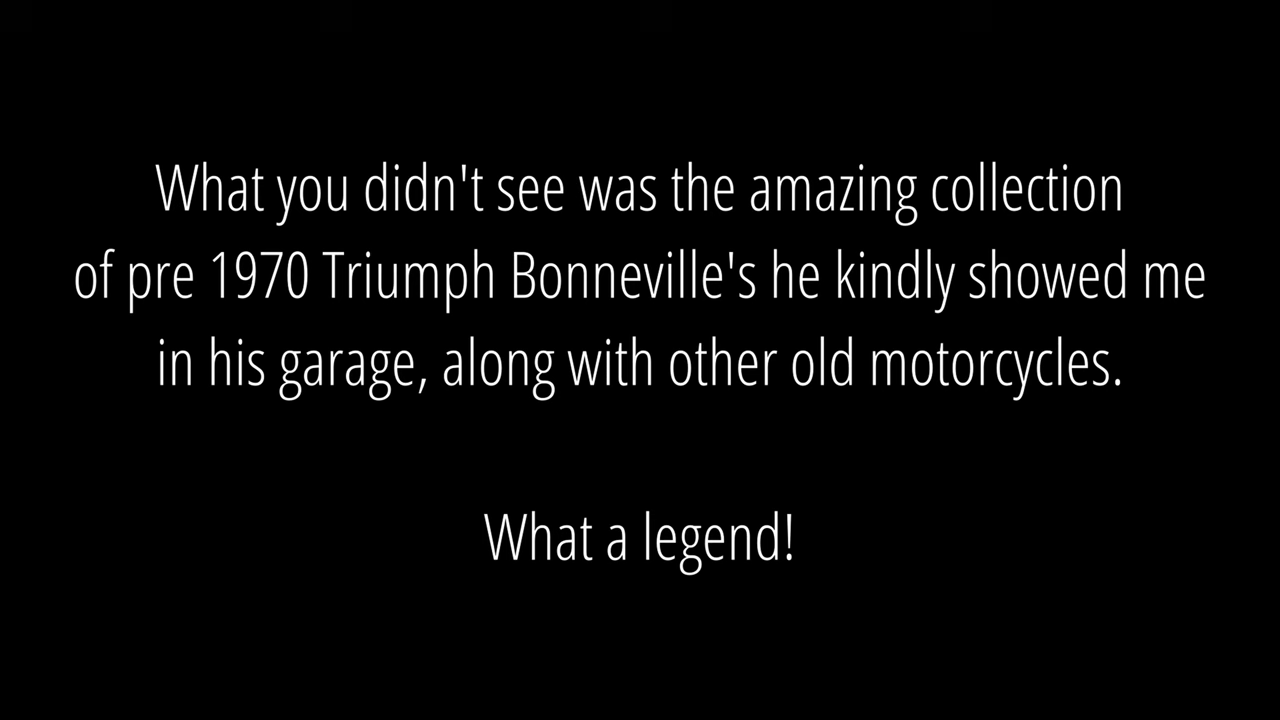 What you didn't see was the amazing collection
of pre 1970 Triumph Bonneville's he kindly showed me
in his garage, along with other old motorcycles.
What a legend!